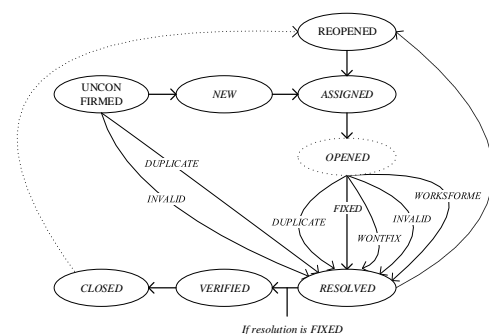 REOPENED
UNCON
FIRMED
NEW
ASSIGNED
OPENED
DUPLICATE
INVALID
DUPLICATE
FIXED
WONTFIX
INVALID
WORKSFORME
CLOSED
VERIFIED
RESOLVED
If resolution is FIXED